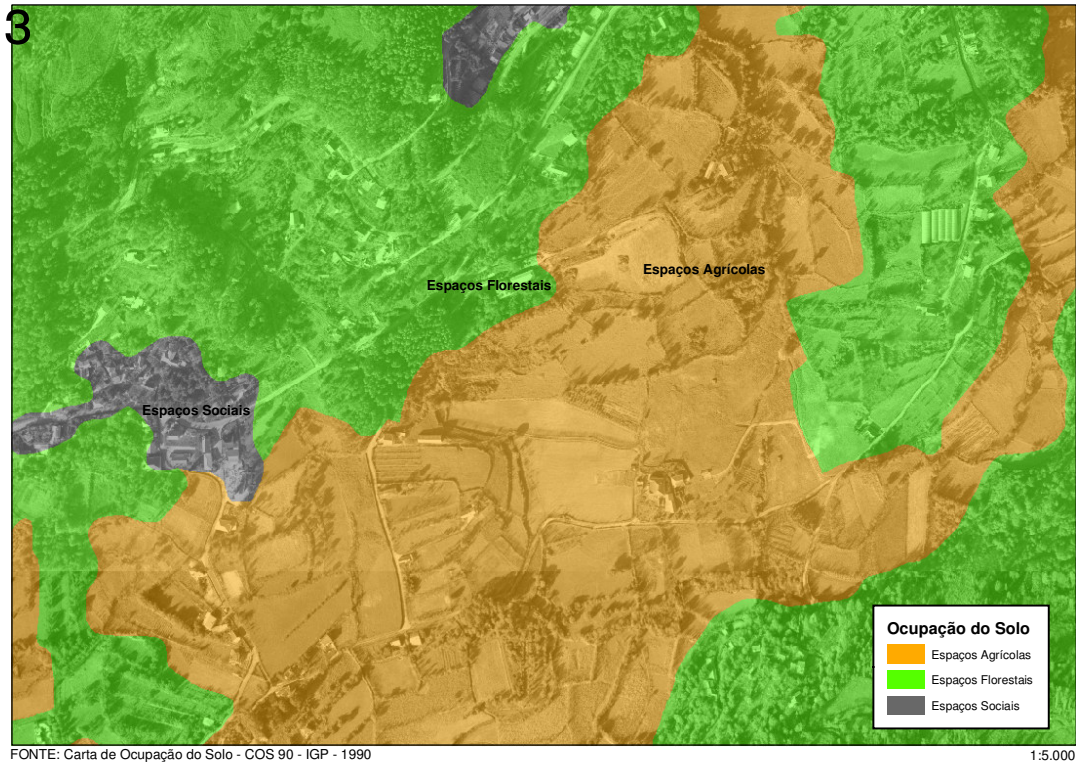 3
Espaços Agrícolas
Espaços Florestais
Espaços Sociais
Ocupação do Solo
Espaços Agrícolas
Espaços Florestais
Espaços Sociais
FONTE: Carta de Ocupação do Solo - COS 90 - IGP - 1990
1:5.000